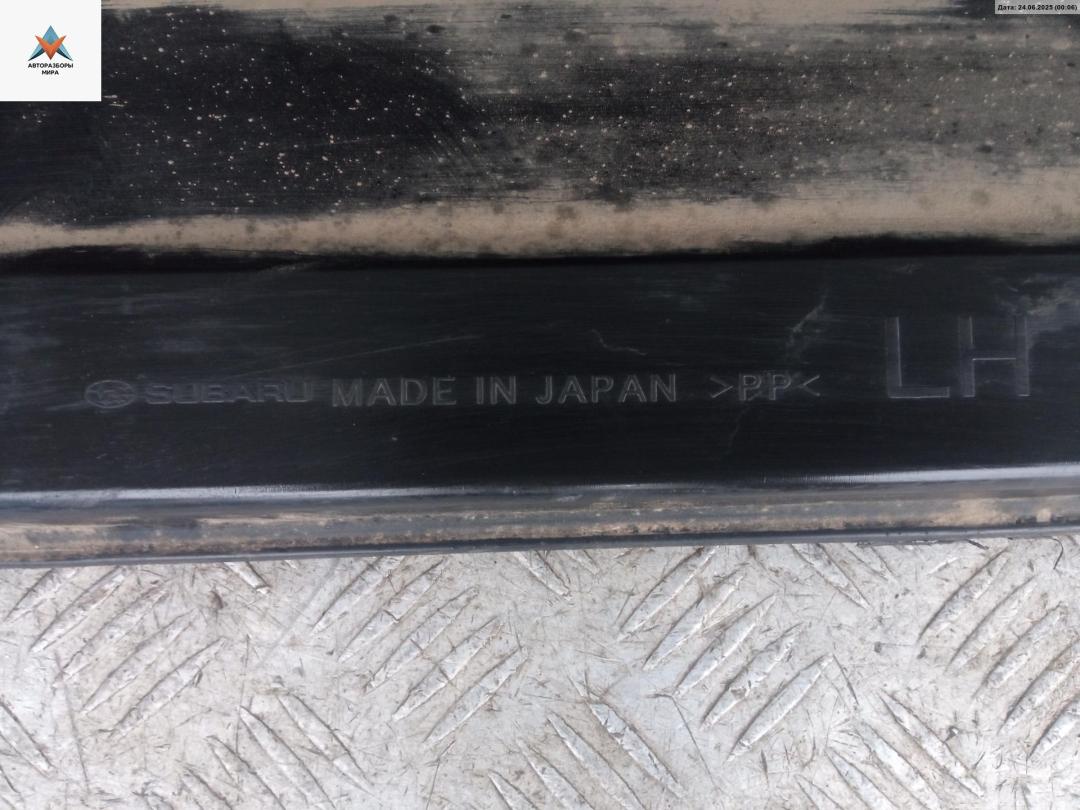 АВТОРАЗБОРЫ
МИРА
Дата: 24.06.2025 (00:06)
SUBARU MADE IN JAPAN >PP< LH